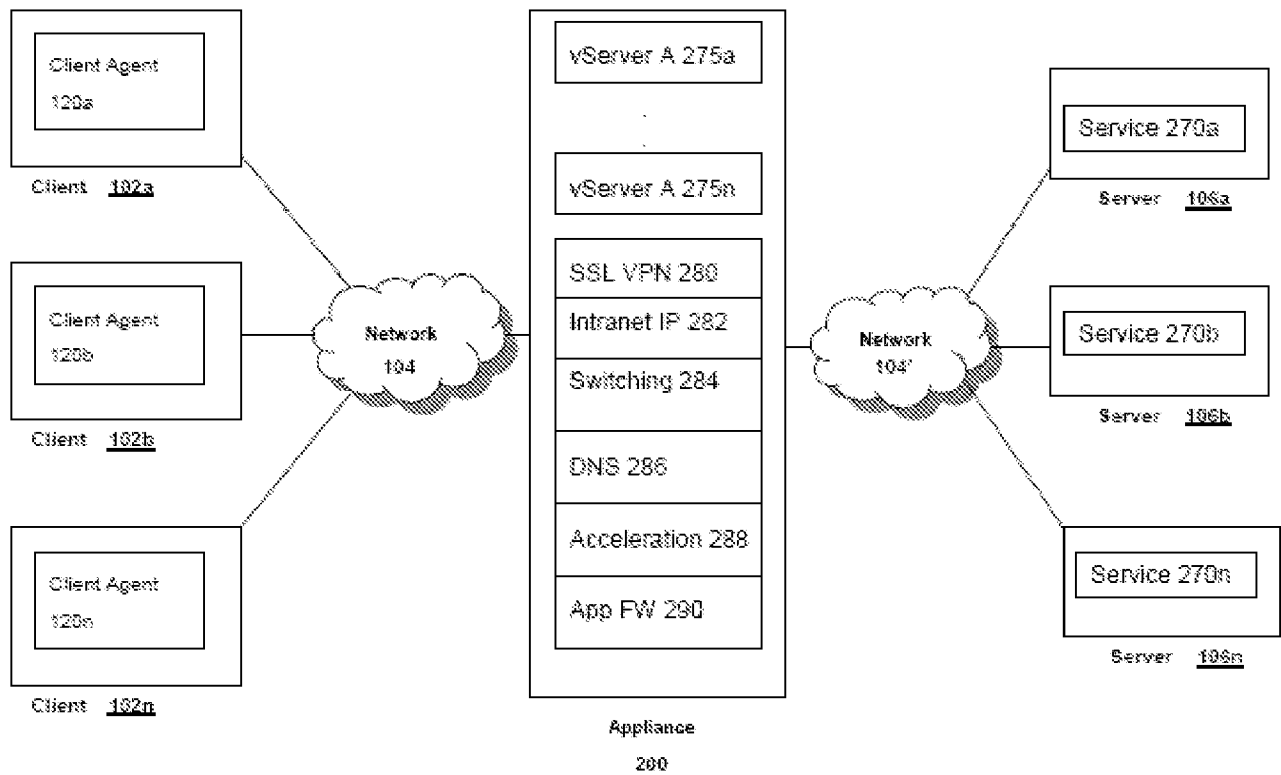 Client Agent
120a
Client 102a
Client Agent
120b
Client 102b
Client Agent
120n
Client 102n
Network
104
vServer A 275a
vServer A 275n
SSL VPN 280
Intranet IP 282
Switching 284
DNS 286
Acceleration 288
App FW 290
Appliance
200
Network
104'
Service 270a
Server 106a
Service 270b
Server 106b
Service 270n
Server 106n